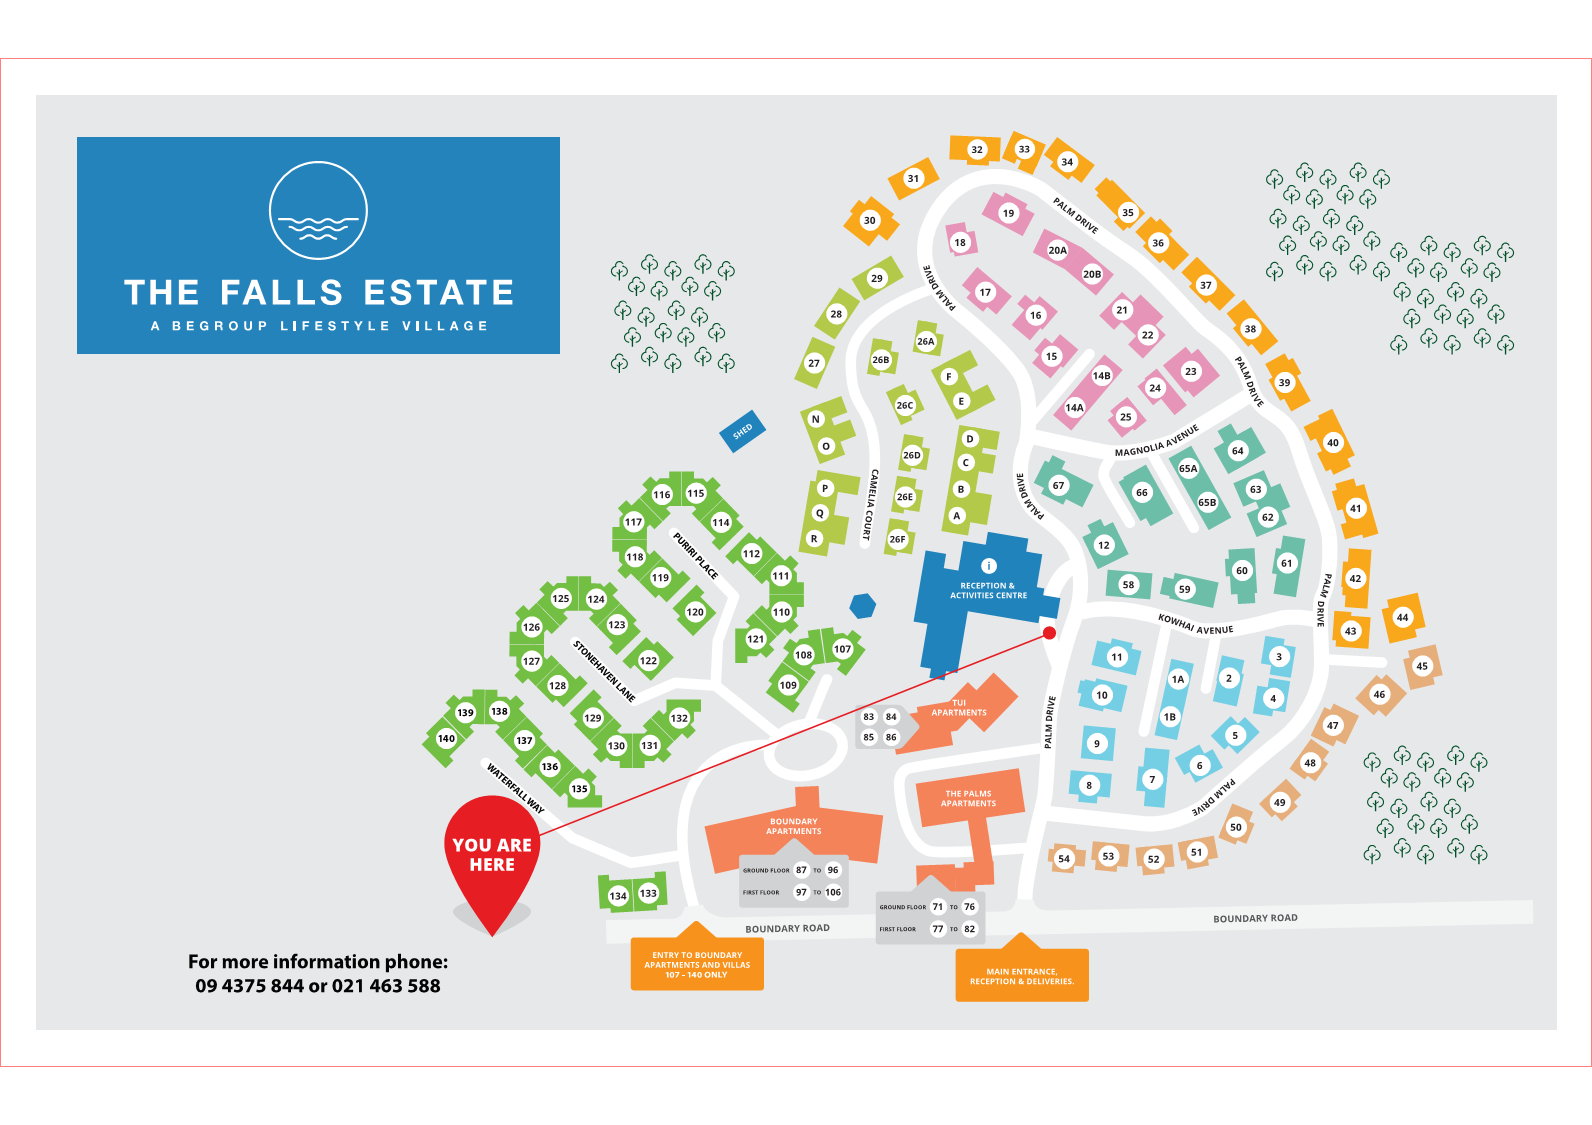 THE FALLS ESTATE
A BEGROUP LIFESTYLE VILLAGE
32
33
34
31
30
35
36
37
38
39
40
41
42
43
44
45
46
47
48
49
50
51
52
53
54
PALM DRIVE
PALM DRIVE
PALM DRIVE
PALM DRIVE
PALM DRIVE
PALM DRIVE
PALM DRIVE
19
18
20A
20B
17
16
15
21
22
14B
14A
23
24
25
MAGNOLIA AVENUE
29
28
27
26A
26B
26C
26D
26E
26F
F
E
D
C
B
A
N
O
P
Q
R
CAMELIA COURT
SHED
64
65A
65B
63
62
66
67
12
58
59
60
61
KOWHAI AVENUE
i
RECEPTION &
ACTIVITIES CENTRE
11
10
9
8
1A
1B
2
3
4
5
6
7
116
115
117
114
118
112
119
111
120
110
121
PURIRI PLACE
108
107
109
125
124
126
123
127
122
128
129
130
131
132
STONEHAVEN LANE
139
138
140
137
136
135
WATERFALL WAY
134
133
TUI
APARTMENTS
83 84
85 86
THE PALMS
APARTMENTS
BOUNDARY
APARTMENTS
GROUND FLOOR 87 TO 96
FIRST FLOOR 97 TO 106
GROUND FLOOR 71 TO 76
FIRST FLOOR 77 TO 82
BOUNDARY ROAD
BOUNDARY ROAD
YOU ARE
HERE
ENTRY TO BOUNDARY
APARTMENTS AND VILLAS
107 - 140 ONLY
MAIN ENTRANCE,
RECEPTION & DELIVERIES.
For more information phone:
09 4375 844 or 021 463 588